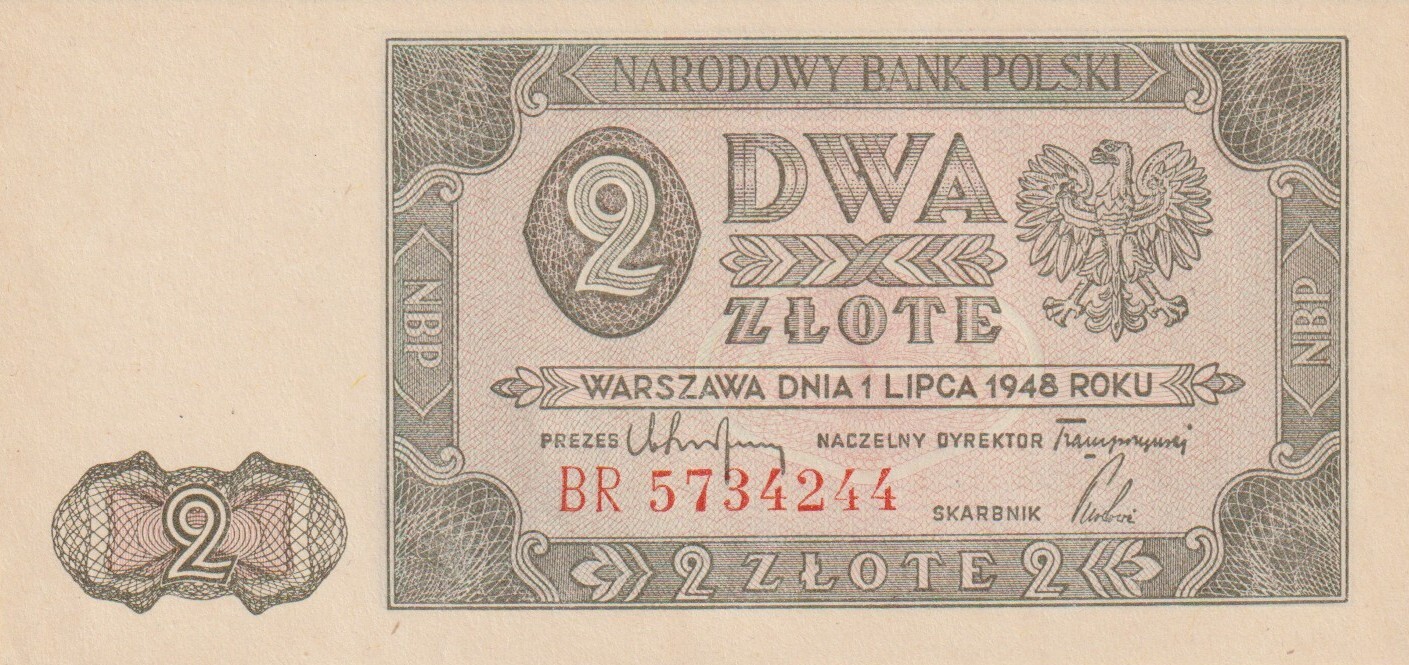 NARODOWY BANK POLSKI
2
DWA
ZŁOTE
NBP
NBP
WARSZAWA DNIA 1 LIPCA 1948 ROKU
PREZES NACZELNY DYREKTOR
BR 5734244
SKARBNIK
2
2 ZŁOTE 2